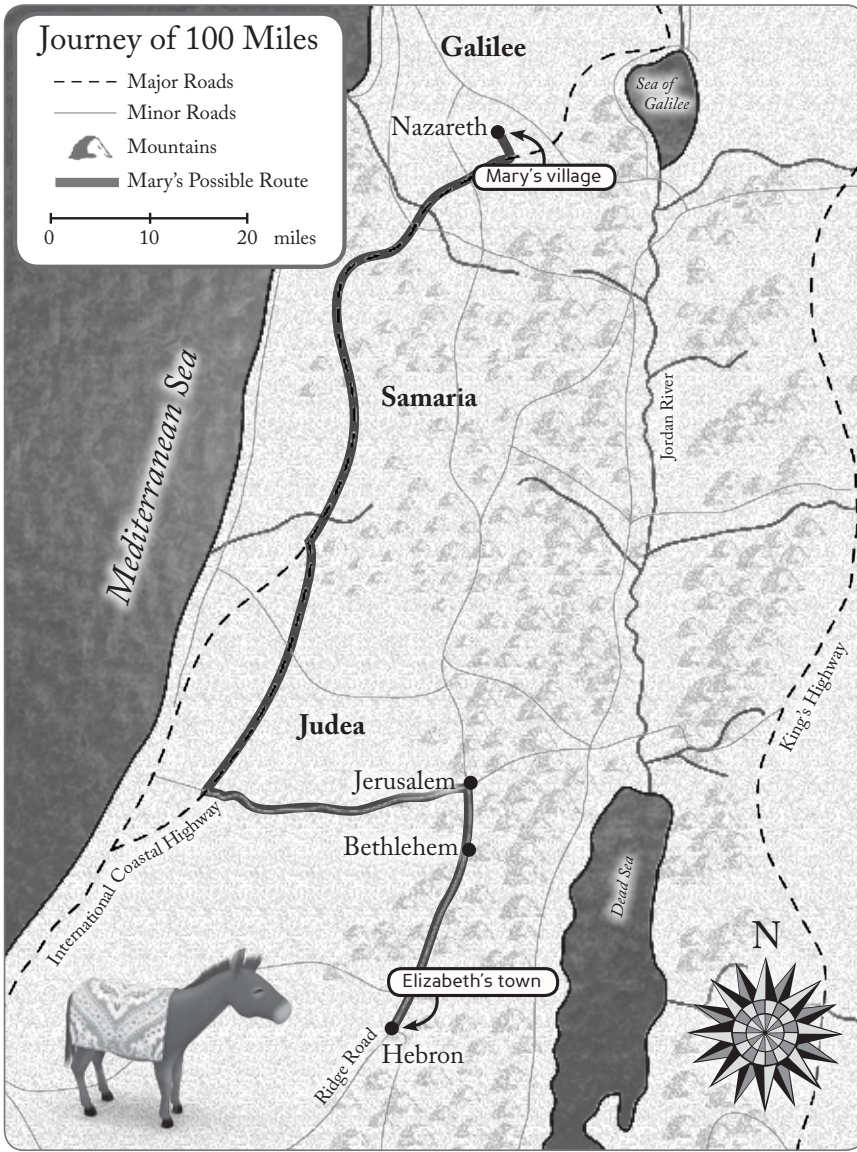 Journey of 100 Miles
Major Roads
Minor Roads
Mountains
Mary's Possible Route
0 10 20 miles
Galilee
Sea of
Galilee
Nazareth
Mary's village
Mediterranean Sea
Samaria
Jordan River
King's Highway
Judea
Jerusalem
International Coastal Highway
Bethlehem
Dead Sea
N
Elizabeth's town
Ridge Road
Hebron